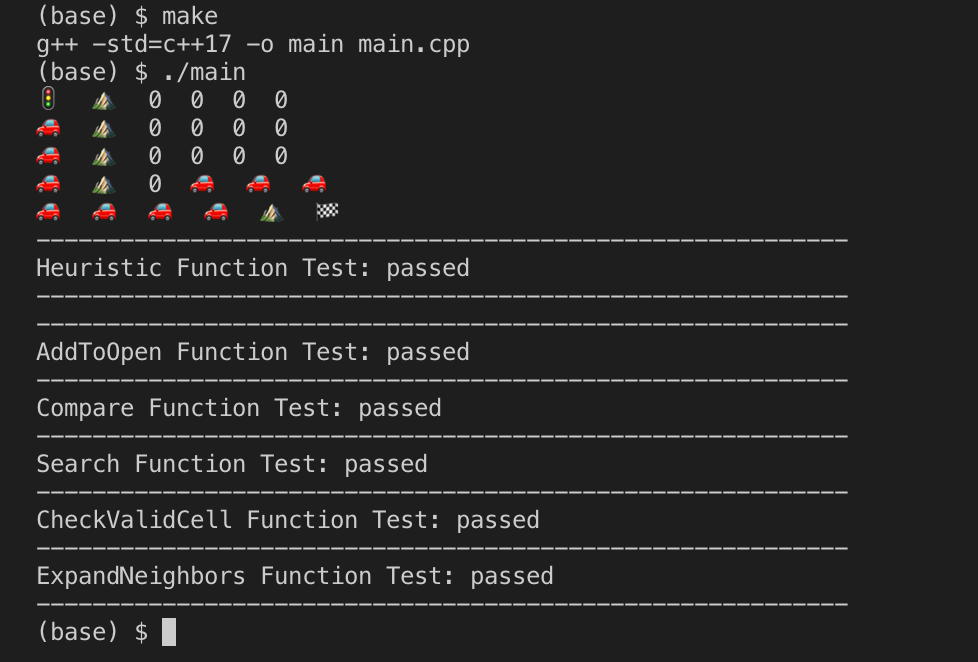 (base) $ make
g++ -std=c++17 -o main main.cpp
(base) $ ./main
🚦 ⛰️ 0 0 0 0
🚗 ⛰️ 0 0 0 0
🚗 ⛰️ 0 0 0 0
🚗 ⛰️ 0 🚗 🚗 🚗
🚗 🚗 🚗 🚗 ⛰️ 🏁
----------------------------------------------------------
Heuristic Function Test: passed
----------------------------------------------------------
----------------------------------------------------------
AddToOpen Function Test: passed
----------------------------------------------------------
Compare Function Test: passed
----------------------------------------------------------
Search Function Test: passed
----------------------------------------------------------
CheckValidCell Function Test: passed
----------------------------------------------------------
ExpandNeighbors Function Test: passed
----------------------------------------------------------
(base) $